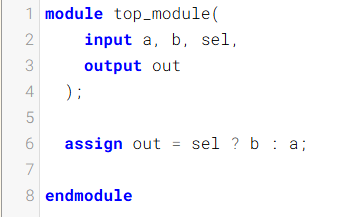 1 module top_module(
2     input a, b, sel,
3     output out
4   );
5
6   assign out = sel ? b : a;
7
8 endmodule